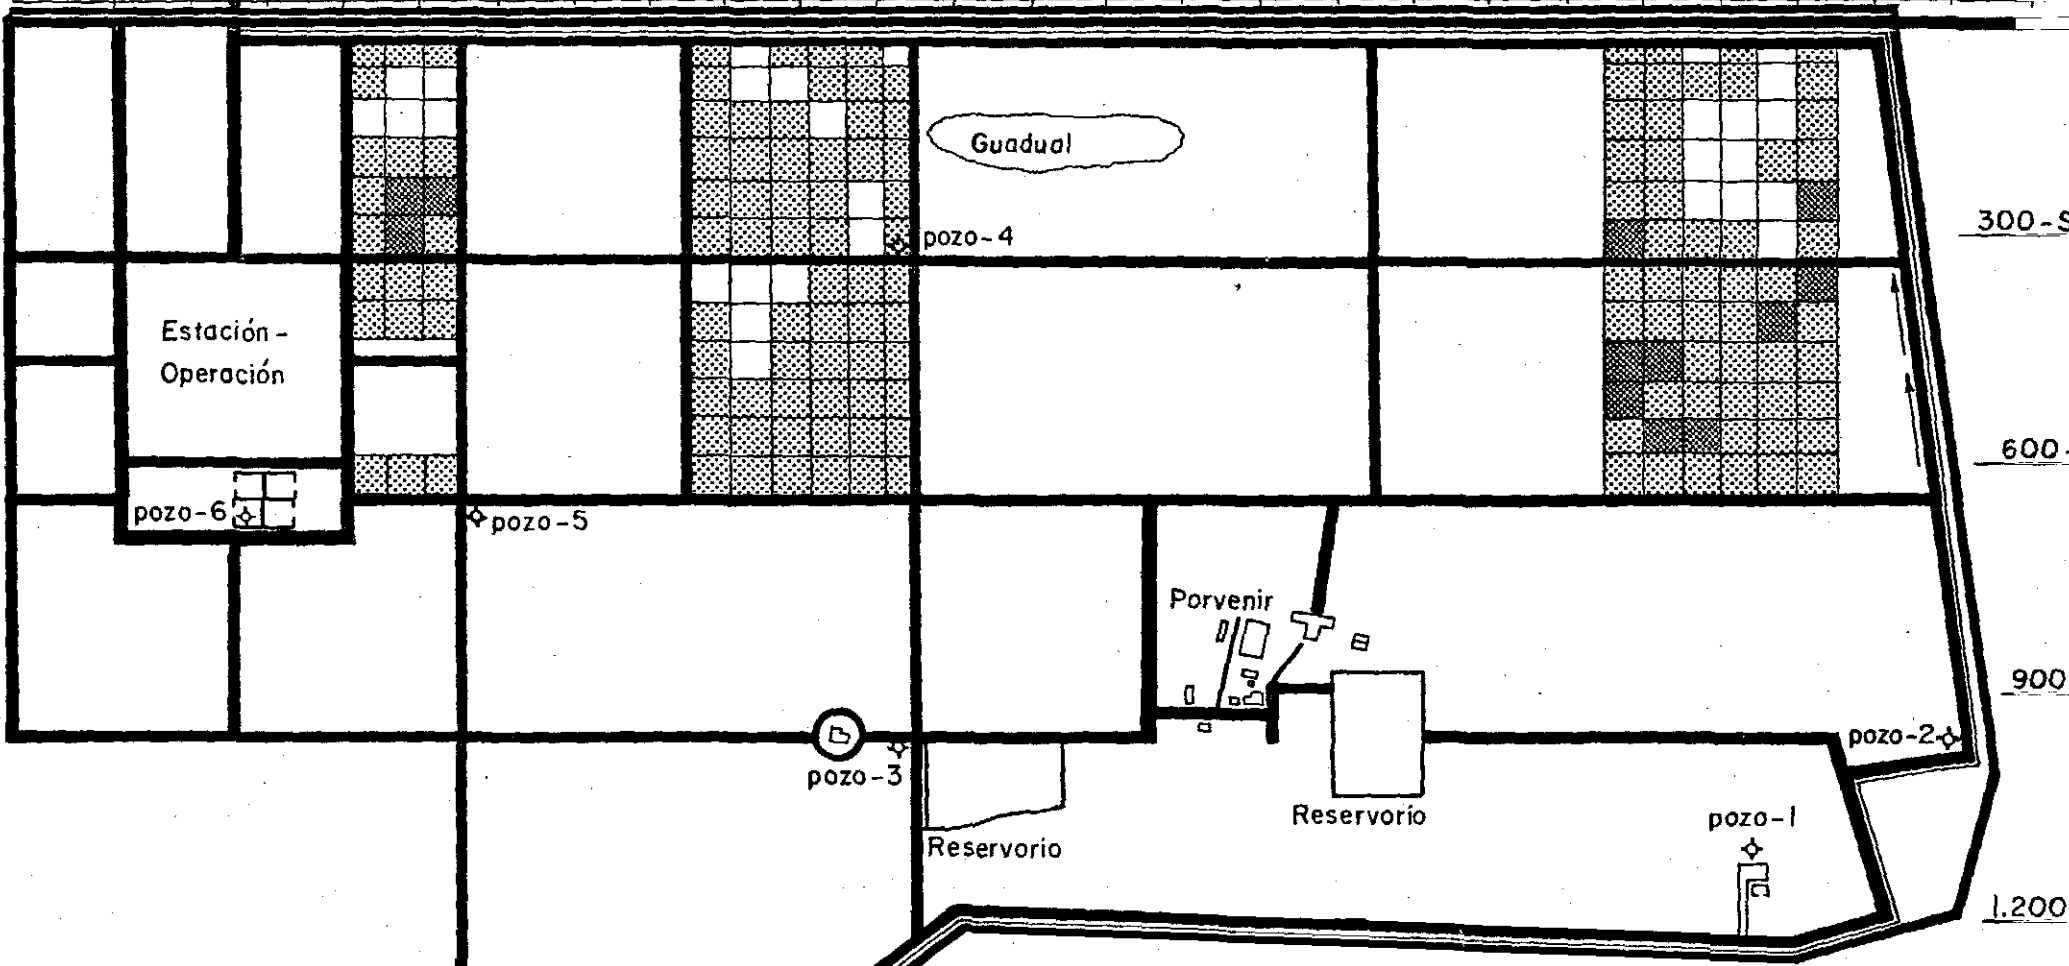 Guadual
300-S
pozo-4
Estación-
Operación
600-
pozo-6
pozo-5
Porvenir
900
pozo-2
pozo-3
Reservorio
pozo-1
Reservorio
1.200